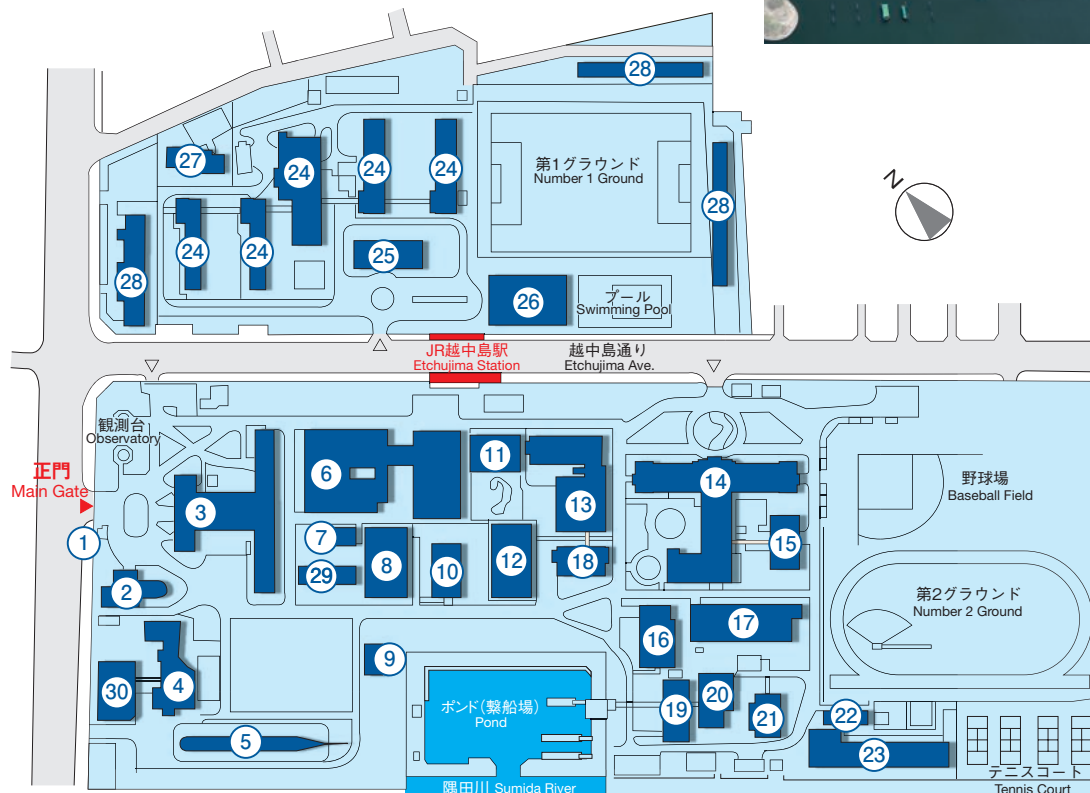 28
27
24
24
24
第1グラウンド
Number 1 Ground
28
N
24
24
25
28
26
プール
Swimming Pool
JR越中島駅
Etchujima Station
越中島通り
Etchujima Ave.
観測台
Observatory
正門
Main Gate
1
2
3
6
11
13
14
野球場
Baseball Field
7
29
8
10
12
18
15
第2グラウンド
Number 2 Ground
16
17
30
4
9
5
ポンド(繋船場)
Pond
19
20
21
22
23
テニスコート
Tennis Court
隅田川 Sumida River